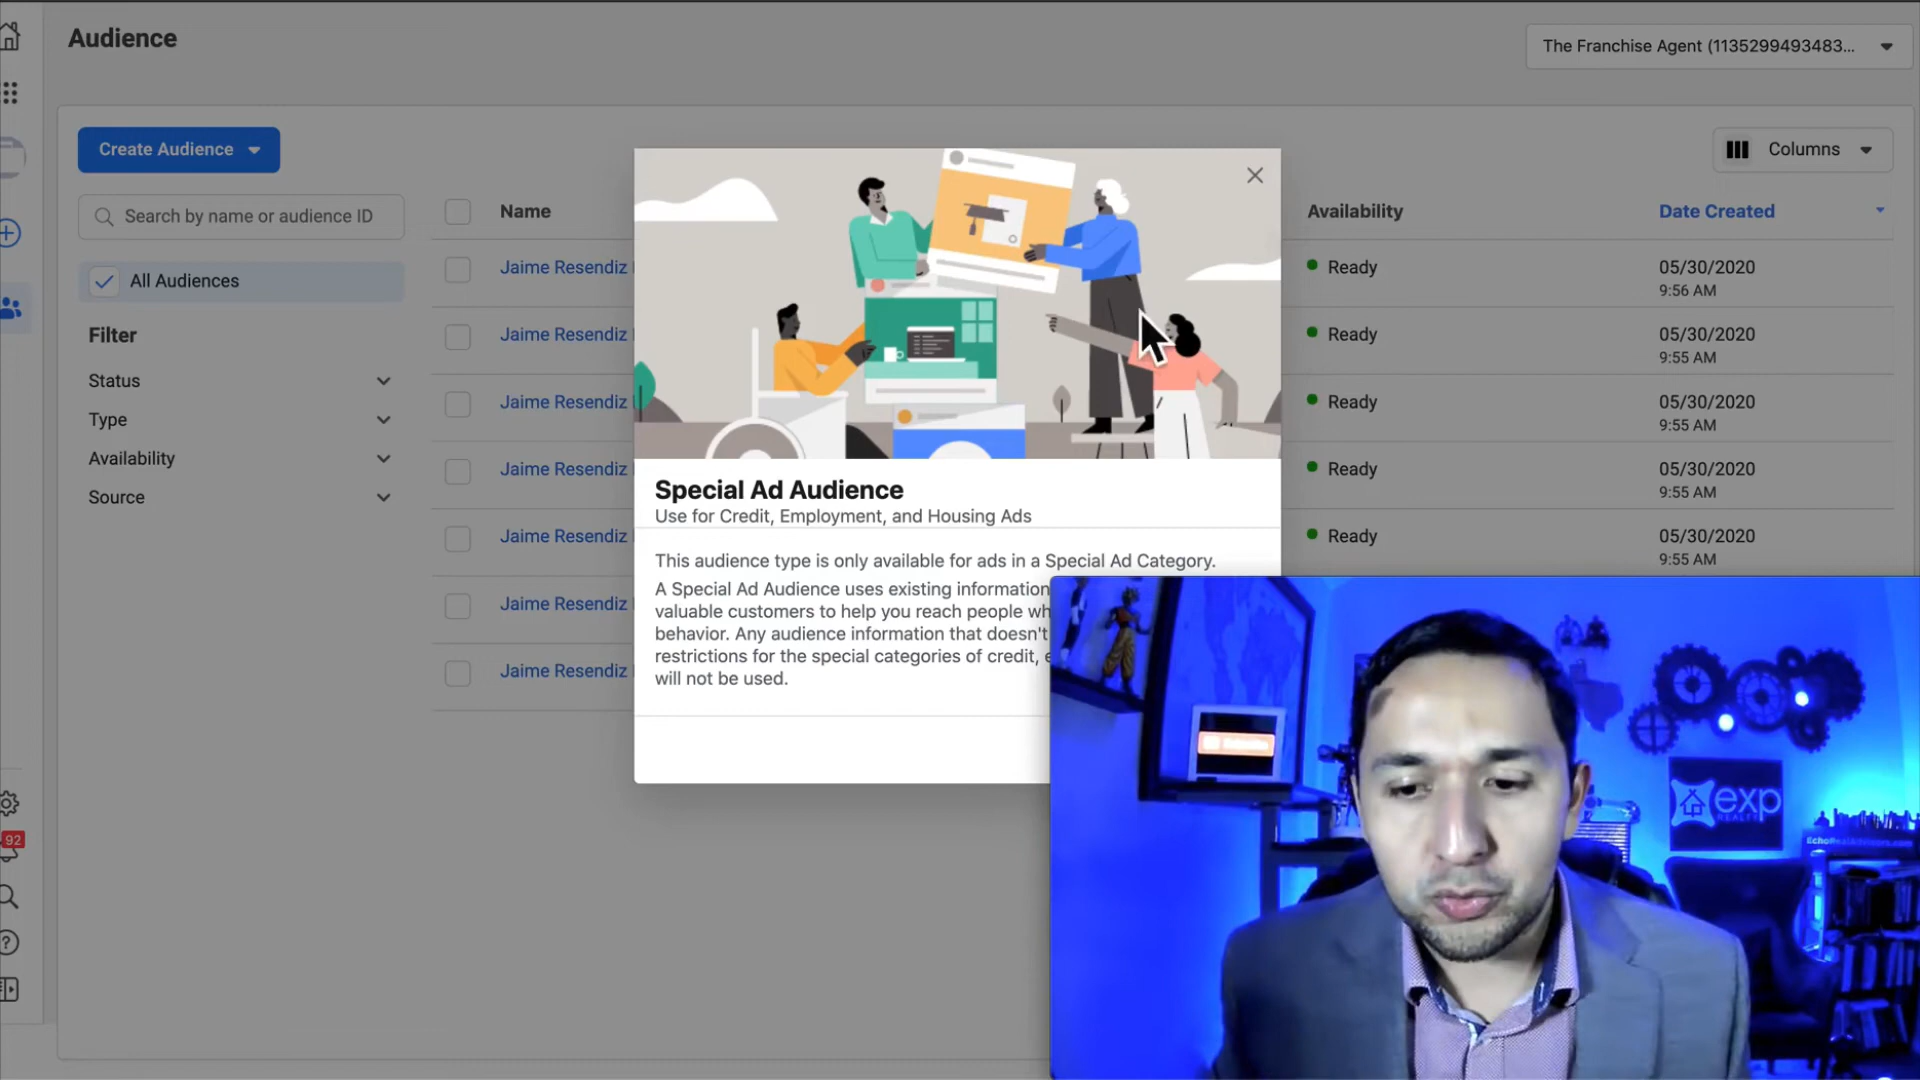 Audience
The Franchise Agent (1135299493483...
Create Audience
Columns
Search by name or audience ID
Name
Availability
Date Created
All Audiences
Jaime Resendiz
Ready
05/30/2020
9:56 AM
Filter
Jaime Resendiz
Ready
05/30/2020
9:55 AM
Status
Type
Jaime Resendiz
Ready
05/30/2020
9:55 AM
Availability
Jaime Resendiz
Ready
05/30/2020
9:55 AM
Source
Jaime Resendiz
Ready
05/30/2020
9:55 AM
Jaime Resendiz
Jaime Resendiz
Special Ad Audience
Use for Credit, Employment, and Housing Ads
This audience type is only available for ads in a Special Ad Category.
A Special Ad Audience uses existing information
valuable customers to help you reach people wh
behavior. Any audience information that doesn't
restrictions for the special categories of credit, e
will not be used.
92
exp
REALTY